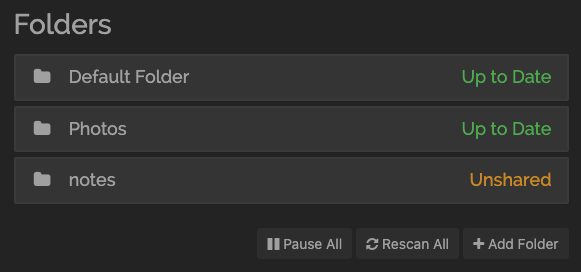 Folders
Default Folder Up to Date
Photos Up to Date
notes Unshared
Pause All Rescan All Add Folder